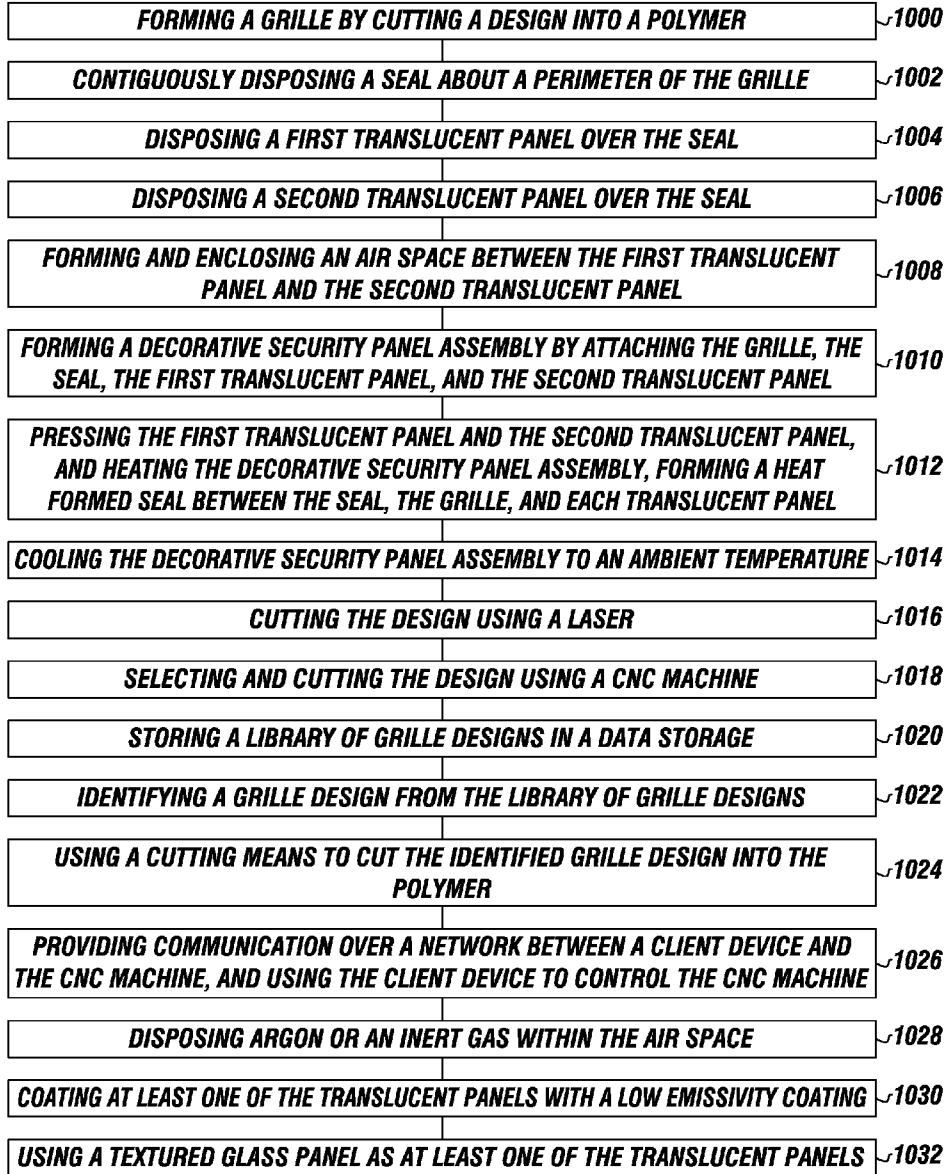 FORMING A GRILLE BY CUTTING A DESIGN INTO A POLYMER 1000
CONTIGUOUSLY DISPOSING A SEAL ABOUT A PERIMETER OF THE GRILLE 1002
DISPOSING A FIRST TRANSLUCENT PANEL OVER THE SEAL 1004
DISPOSING A SECOND TRANSLUCENT PANEL OVER THE SEAL 1006
FORMING AND ENCLOSING AN AIR SPACE BETWEEN THE FIRST TRANSLUCENT
PANEL AND THE SECOND TRANSLUCENT PANEL
1008
FORMING A DECORATIVE SECURITY PANEL ASSEMBLY BY ATTACHING THE GRILLE, THE
SEAL, THE FIRST TRANSLUCENT PANEL, AND THE SECOND TRANSLUCENT PANEL
1010
PRESSING THE FIRST TRANSLUCENT PANEL AND THE SECOND TRANSLUCENT PANEL,
AND HEATING THE DECORATIVE SECURITY PANEL ASSEMBLY, FORMING A HEAT
FORMED SEAL BETWEEN THE SEAL, THE GRILLE, AND EACH TRANSLUCENT PANEL
1012
COOLING THE DECORATIVE SECURITY PANEL ASSEMBLY TO AN AMBIENT TEMPERATURE 1014
CUTTING THE DESIGN USING A LASER 1016
SELECTING AND CUTTING THE DESIGN USING A CNC MACHINE 1018
STORING A LIBRARY OF GRILLE DESIGNS IN A DATA STORAGE 1020
IDENTIFYING A GRILLE DESIGN FROM THE LIBRARY OF GRILLE DESIGNS 1022
USING A CUTTING MEANS TO CUT THE IDENTIFIED GRILLE DESIGN INTO THE
POLYMER
1024
PROVIDING COMMUNICATION OVER A NETWORK BETWEEN A CLIENT DEVICE AND
THE CNC MACHINE, AND USING THE CLIENT DEVICE TO CONTROL THE CNC MACHINE
1026
DISPOSING ARGON OR AN INERT GAS WITHIN THE AIR SPACE 1028
COATING AT LEAST ONE OF THE TRANSLUCENT PANELS WITH A LOW EMISSIVITY COATING 1030
USING A TEXTURED GLASS PANEL AS AT LEAST ONE OF THE TRANSLUCENT PANELS 1032